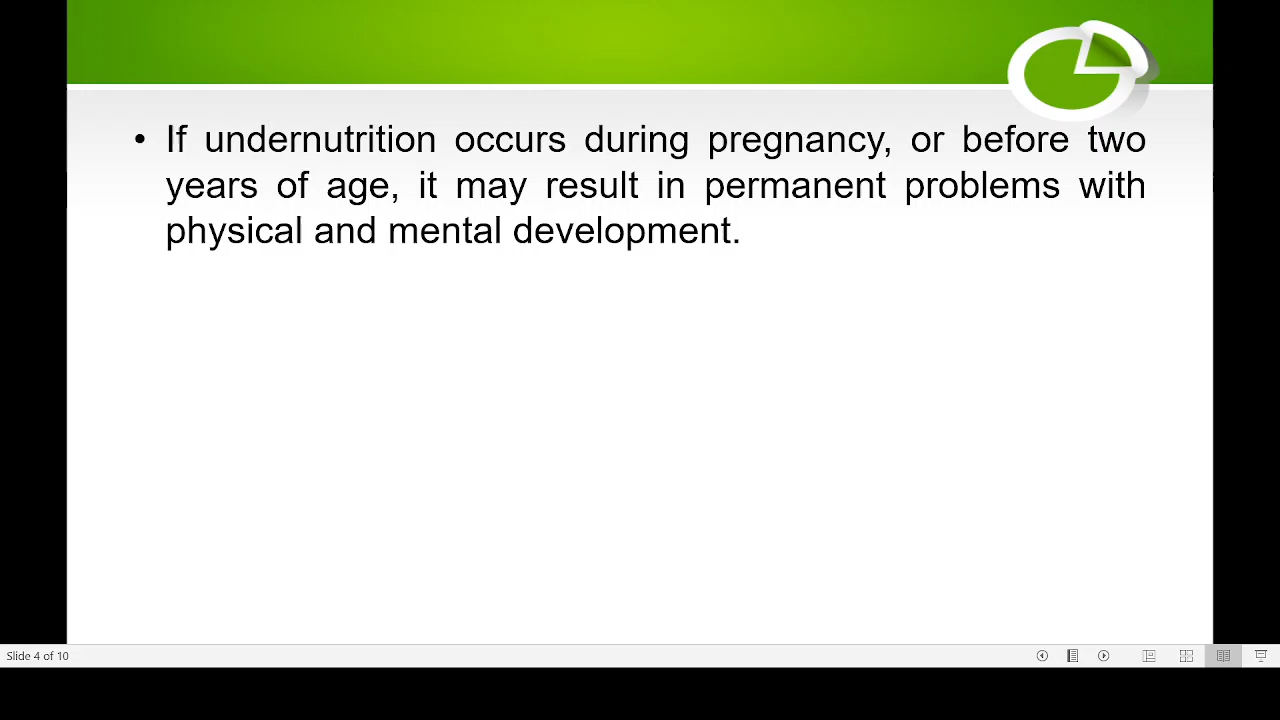 • If undernutrition occurs during pregnancy, or before two
years of age, it may result in permanent problems with
physical and mental development.
Slide 4 of 10